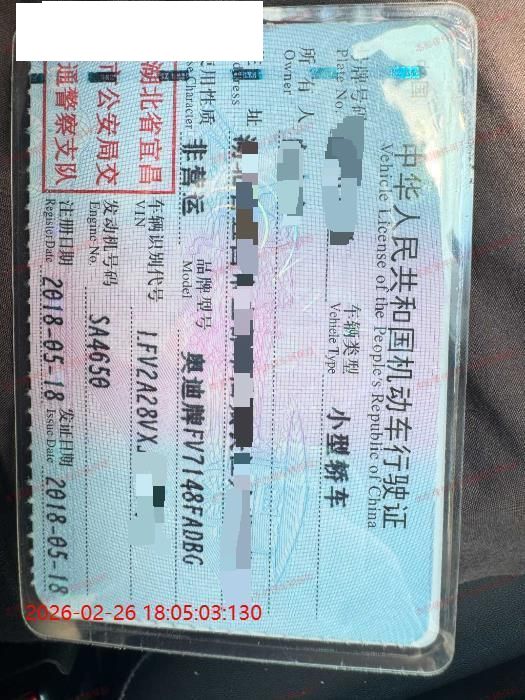 中华人民共和国机动车行驶证
Vehicle License of the People's Republic of China
号牌号码
Plate No.
车辆类型
Vehicle Type
小型轿车
所有人
Owner
住址
Address
使用性质
Use Character
非营运
品牌型号
Model
奥迪牌FV7148FADBG
湖北省宜昌
市公安局交
通警察支队
车辆识别代号
VIN
LFV2A28VX
发动机号码
Engine No.
SA4650
注册日期
Register Date
2018-05-18
发证日期
Issue Date
2018-05-18
2026-02-26 18:05:03:130